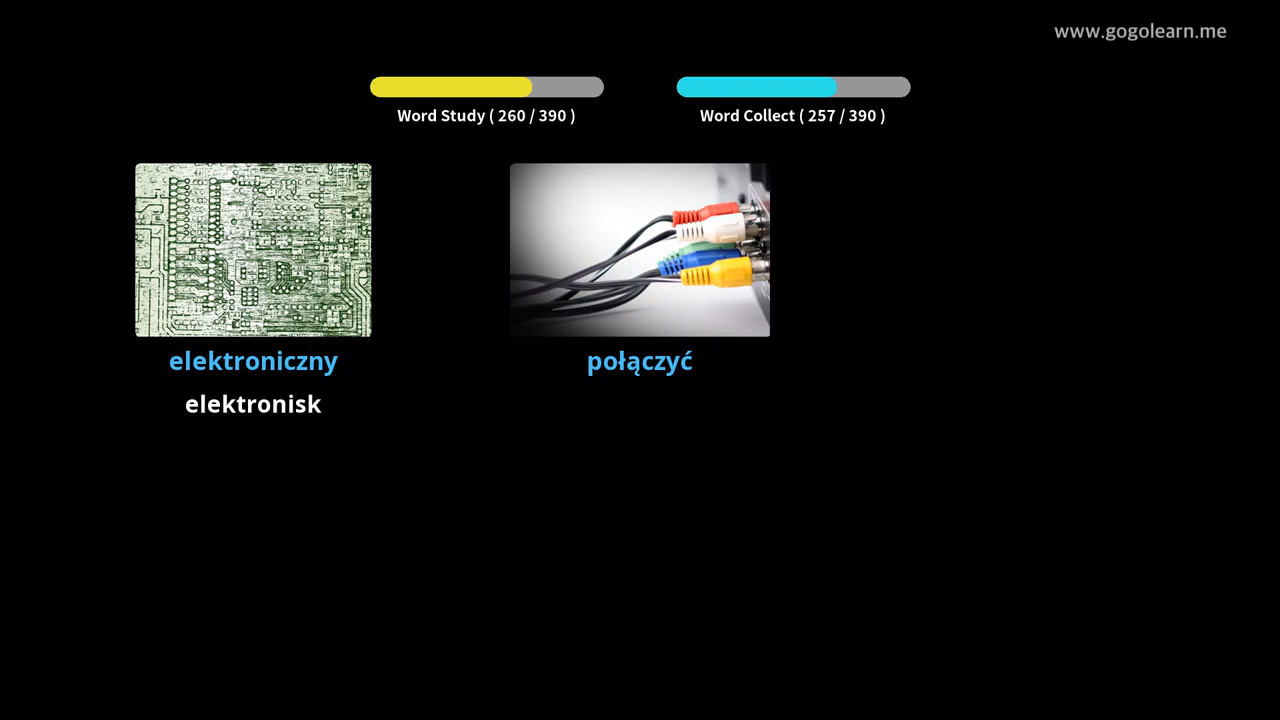 www.gogolearn.me
Word Study ( 260 / 390 )
Word Collect ( 257 / 390 )
elektroniczny
połączyć
elektronisk